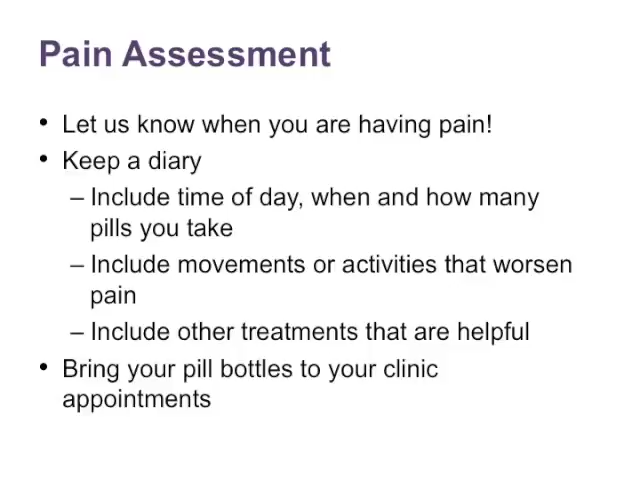 Pain Assessment
• Let us know when you are having pain!
• Keep a diary
– Include time of day, when and how many
pills you take
– Include movements or activities that worsen
pain
– Include other treatments that are helpful
• Bring your pill bottles to your clinic
appointments